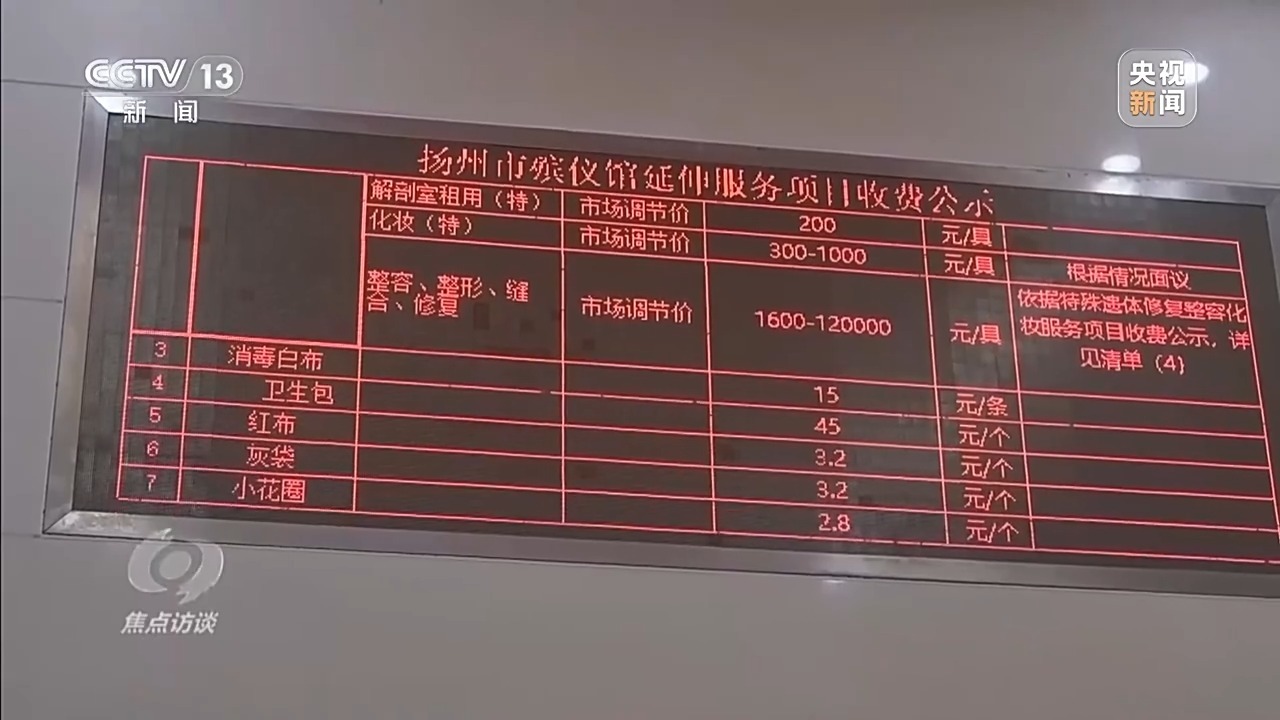 CCTV 13
新闻
央视
新闻
扬州市殡仪馆延伸服务项目收费公示
解剖室租用（特） 市场调节价 200 元/具
化妆（特） 市场调节价 300-1000 元/具 根据情况面议
整容、整形、缝
合、修复 市场调节价 1600-120000 元/具 依据特殊遗体修复整容化
妆服务项目收费公示，详
见清单（4）
3 消毒白布 15 元/条
4 卫生包 45 元/个
5 红布 3.2 元/个
6 灰袋 3.2 元/个
7 小花圈 2.8 元/个
焦点访谈